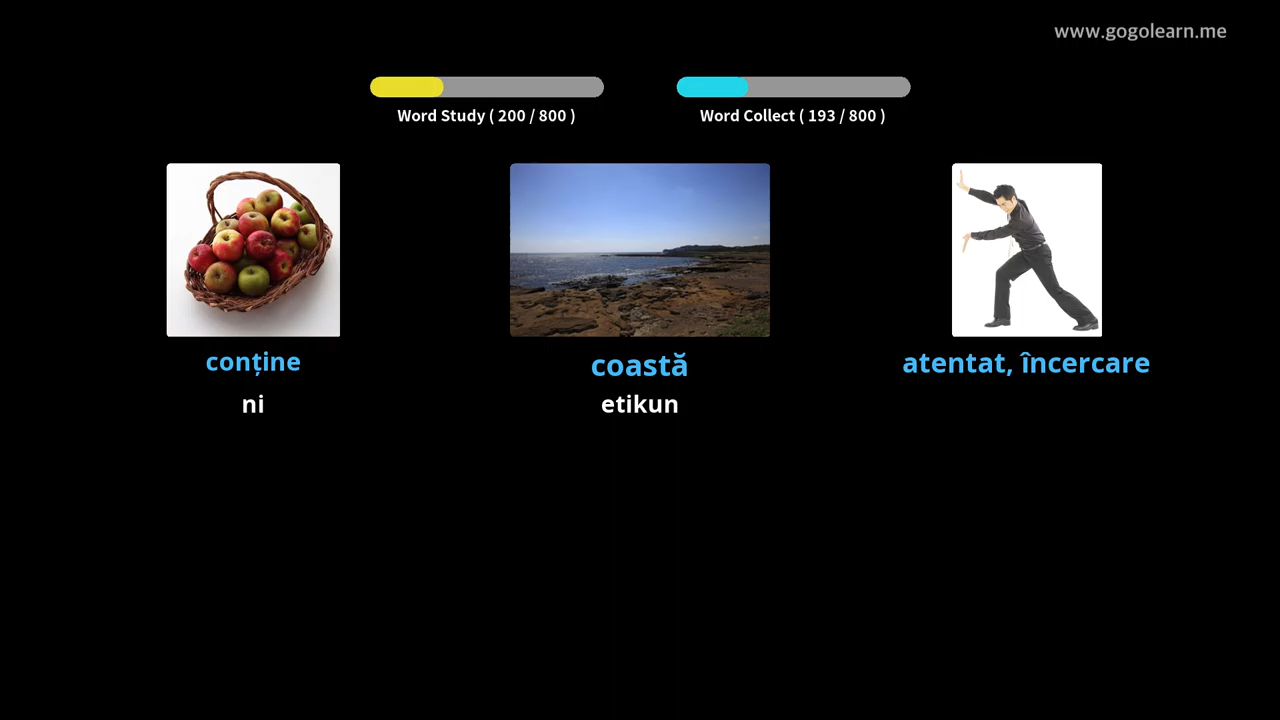 www.gogolearn.me
Word Study ( 200 / 800 )
Word Collect ( 193 / 800 )
conține
coastă
atentat, încercare
ni
etikun